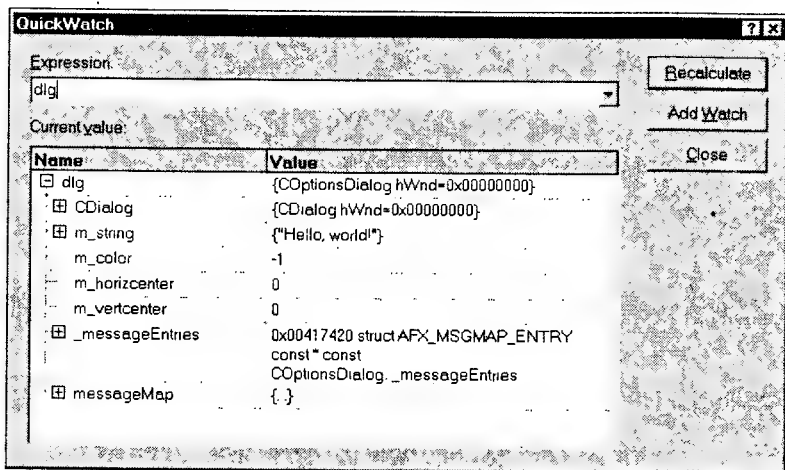 QuickWatch
Expression:
dlg
Recalculate
Add Watch
Current value:
Close
Name Value
dlg {COptionsDialog hWnd=0x00000000}
CDialog {CDialog hWnd=0x00000000}
m_string {"Hello, world!"}
m_color -1
m_horizcenter 0
m_vertcenter 0
_messageEntries 0x00417420 struct AFX_MSGMAP_ENTRY
const * const
COptionsDialog::_messageEntries
messageMap {...}